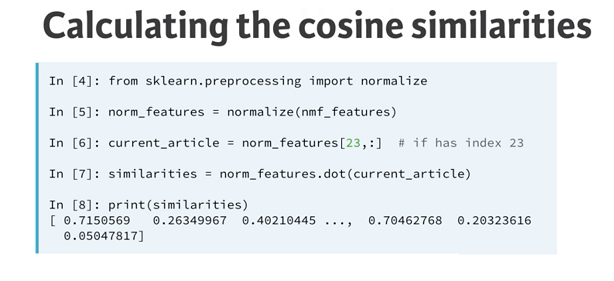 Calculating the cosine similarities
In [4]: from sklearn.preprocessing import normalize
In [5]: norm_features = normalize(nmf_features)
In [6]: current_article = norm_features[23,:]  # if has index 23
In [7]: similarities = norm_features.dot(current_article)
In [8]: print(similarities)
[ 0.7150569   0.26349967  0.40210445 ...,  0.70462768  0.20323616
  0.05047817]